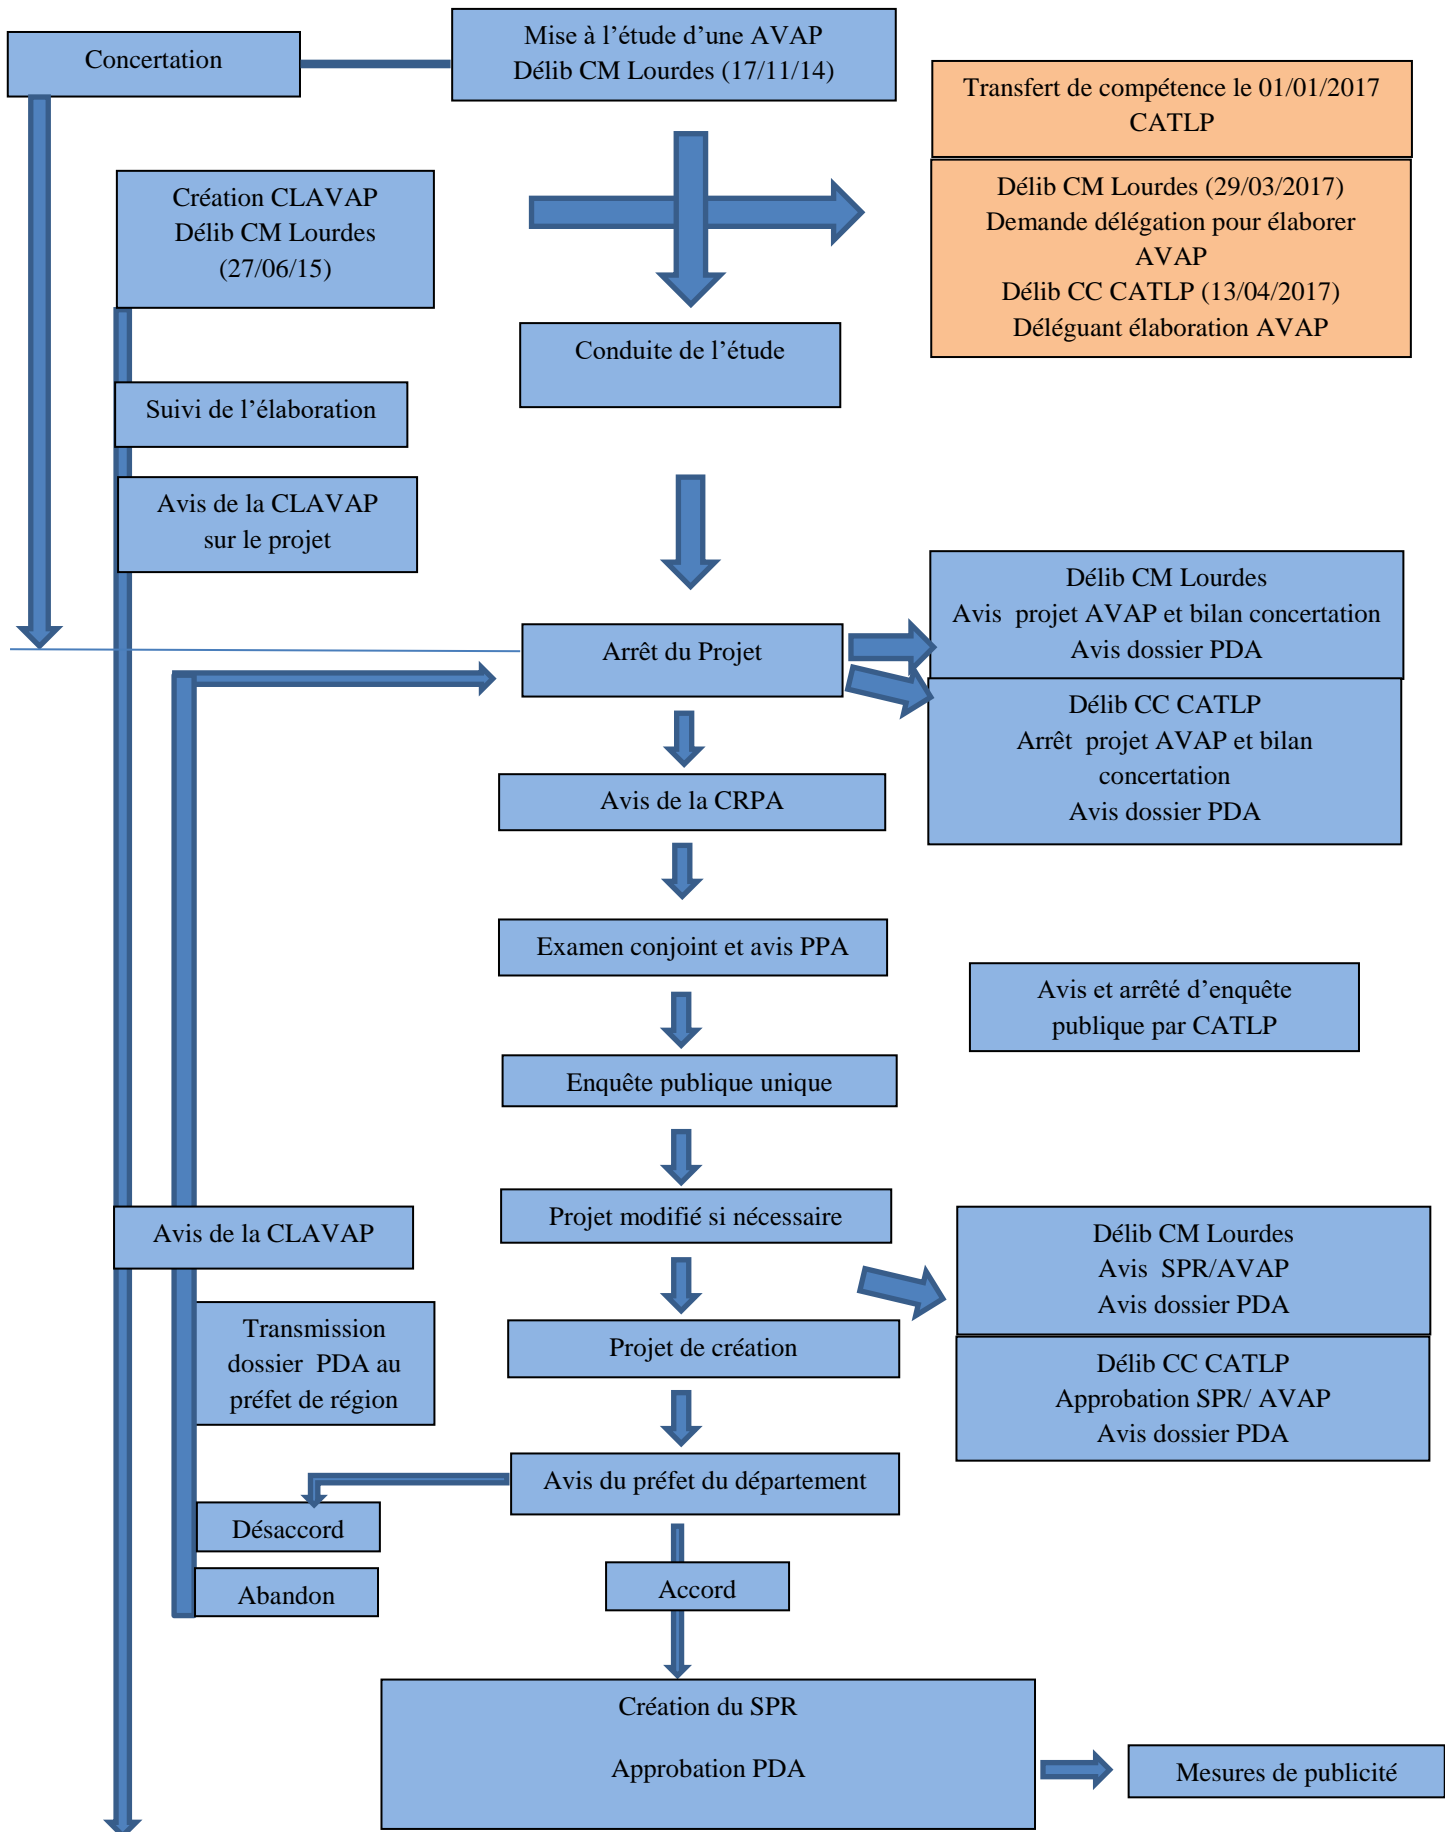 Concertation
Mise à l’étude d’une AVAP
Délib CM Lourdes (17/11/14)
Transfert de compétence le 01/01/2017
CATLP
Délib CM Lourdes (29/03/2017)
Demande délégation pour élaborer
AVAP
Délib CC CATLP (13/04/2017)
Déléguant élaboration AVAP
Création CLAVAP
Délib CM Lourdes
(27/06/15)
Conduite de l’étude
Suivi de l’élaboration
Avis de la CLAVAP
sur le projet
Arrêt du Projet
Délib CM Lourdes
Avis projet AVAP et bilan concertation
Avis dossier PDA
Délib CC CATLP
Arrêt projet AVAP et bilan
concertation
Avis dossier PDA
Avis de la CRPA
Examen conjoint et avis PPA
Avis et arrêté d’enquête
publique par CATLP
Enquête publique unique
Projet modifié si nécessaire
Avis de la CLAVAP
Délib CM Lourdes
Avis SPR/AVAP
Avis dossier PDA
Transmission
dossier PDA au
préfet de région
Projet de création
Délib CC CATLP
Approbation SPR/ AVAP
Avis dossier PDA
Avis du préfet du département
Désaccord
Abandon
Accord
Création du SPR
Approbation PDA
Mesures de publicité